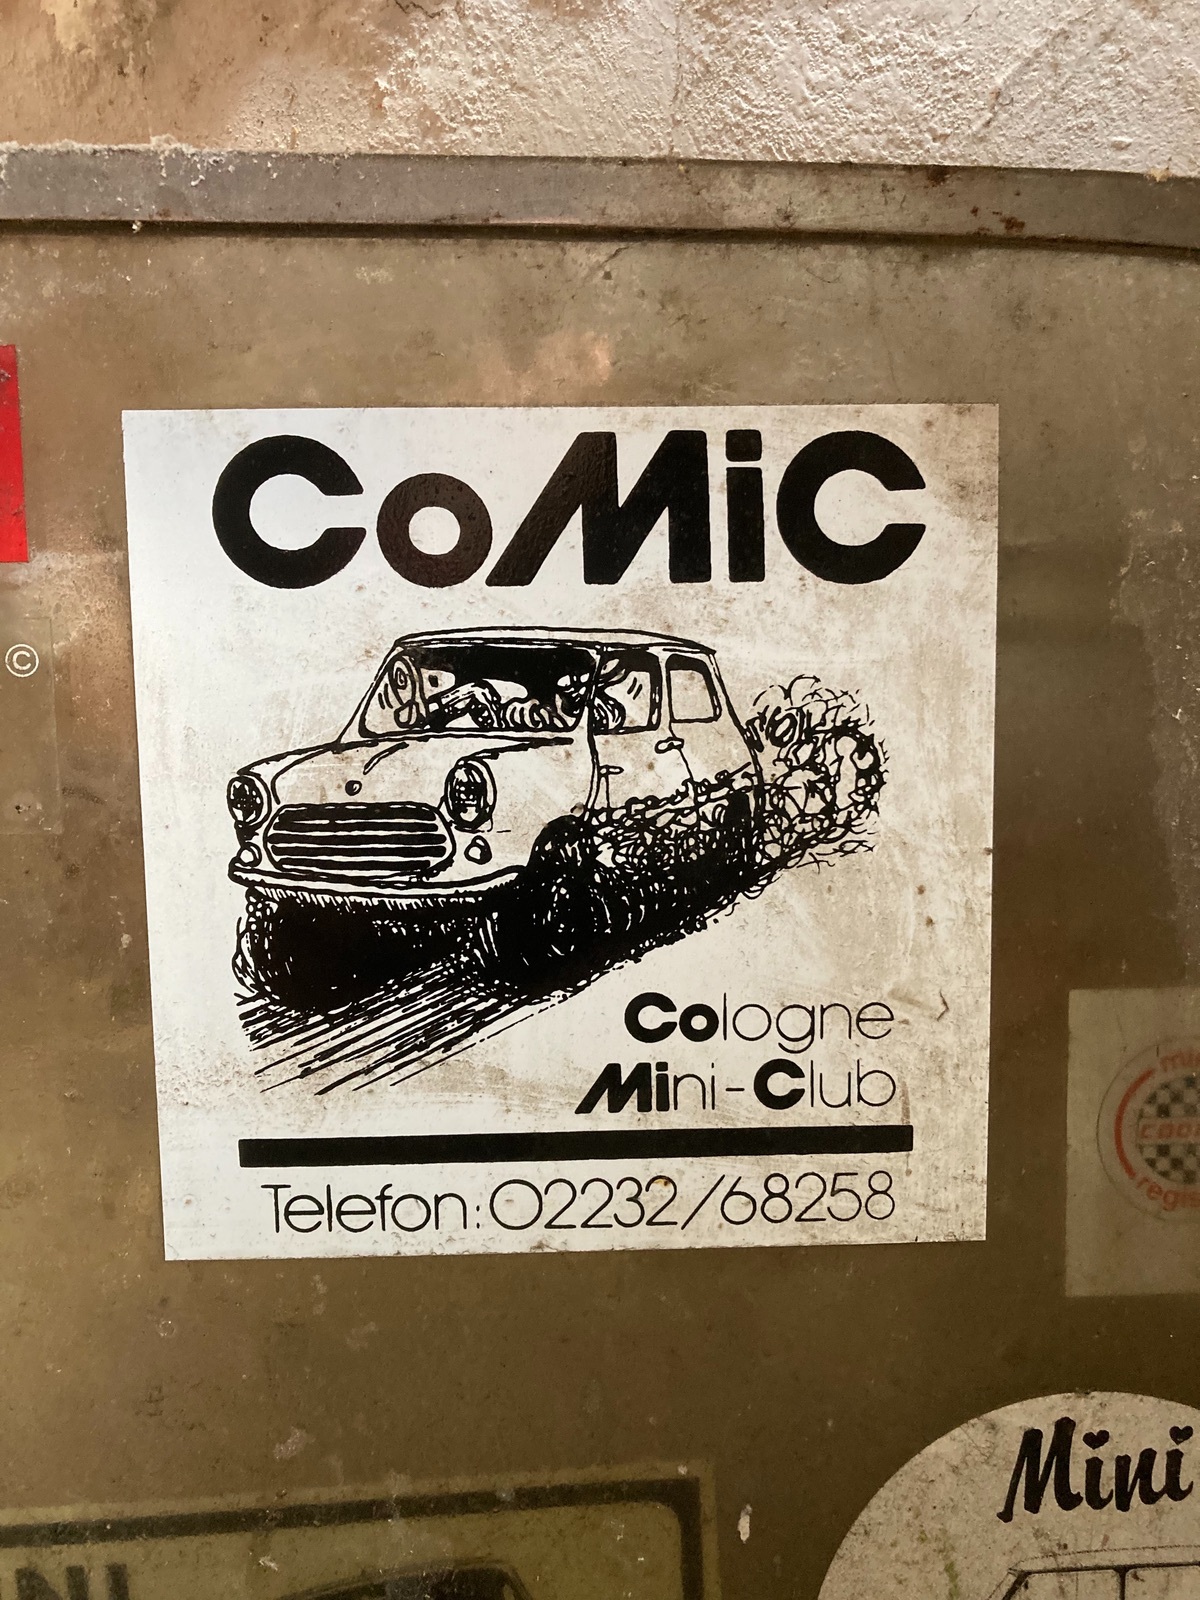 CoMiC
©
Cologne
Mini-Club
Telefon: 02232/68258
Mini